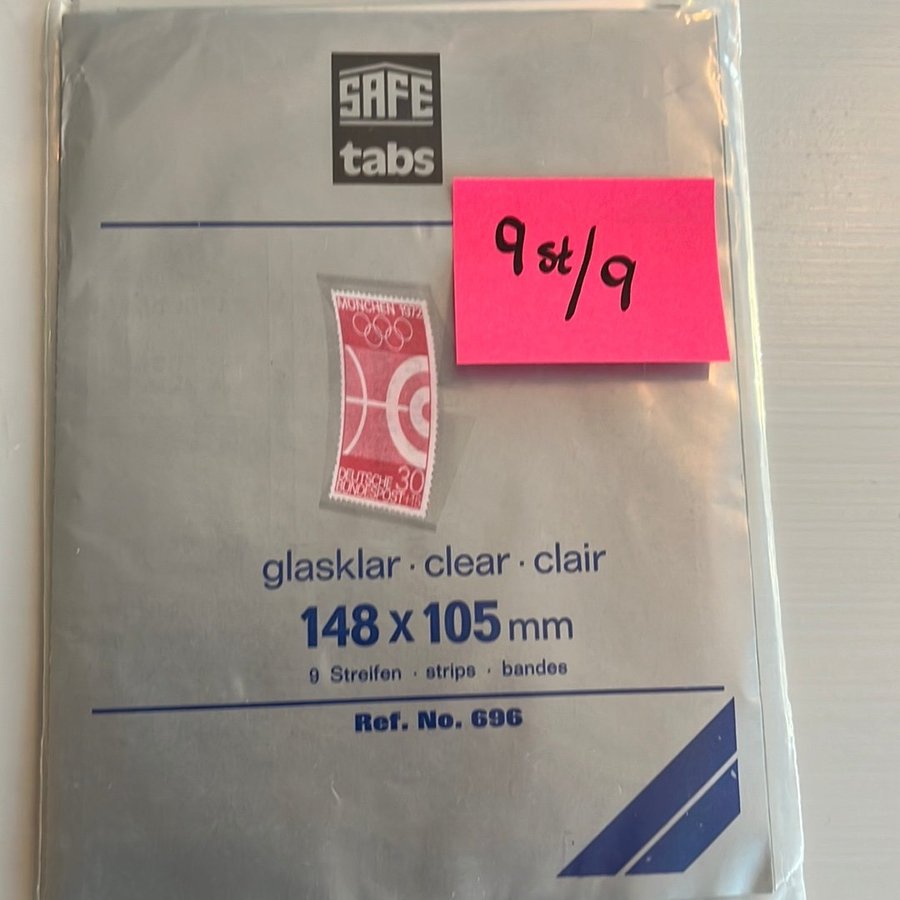 SAFE
tabs
9 st/9
MÜNCHEN 1972
DEUTSCHE 30
BUNDESPOST
glasklar · clear · clair
148 x 105 mm
9 Streifen · strips · bandes
Ref. No. 696